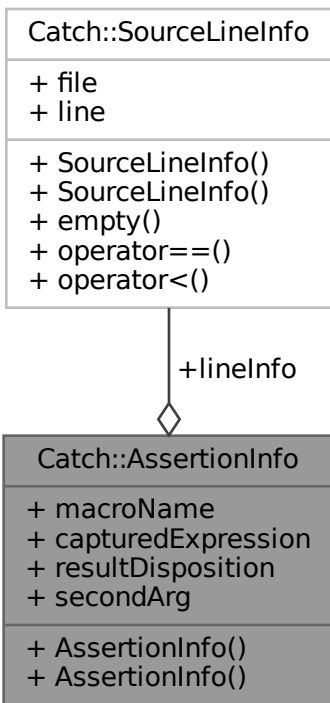 Catch::SourceLineInfo
+ file
+ line
+ SourceLineInfo()
+ SourceLineInfo()
+ empty()
+ operator==()
+ operator<()
+lineInfo
Catch::AssertionInfo
+ macroName
+ capturedExpression
+ resultDisposition
+ secondArg
+ AssertionInfo()
+ AssertionInfo()